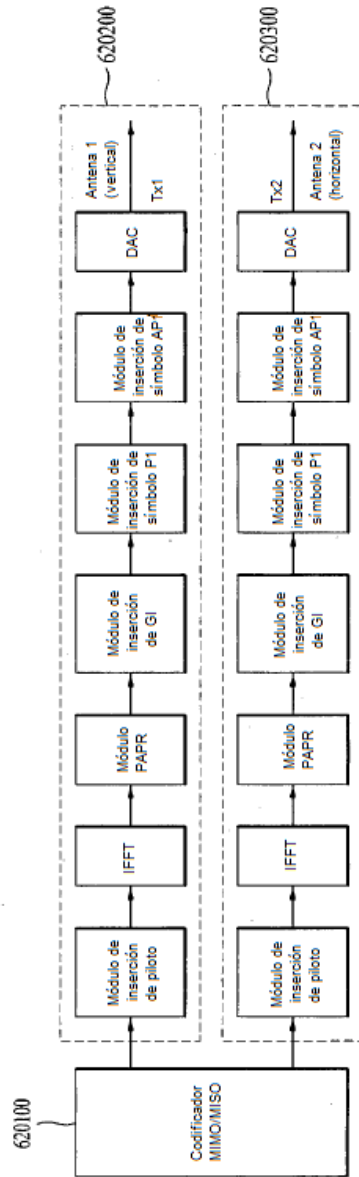 620100
Codificador
MIMO/MISO
620200
Módulo de
inserción
de piloto
IFFT
Módulo
PAPR
Módulo de
inserción
de GI
Módulo de
inserción de
símbolo P1
Módulo de
inserción de
símbolo AP1
DAC
Antena 1
(vertical)
Tx1
620300
Módulo de
inserción
de piloto
IFFT
Módulo
PAPR
Módulo de
inserción
de GI
Módulo de
inserción de
símbolo P1
Módulo de
inserción de
símbolo AP1
DAC
Tx2
Antena 2
(horizontal)